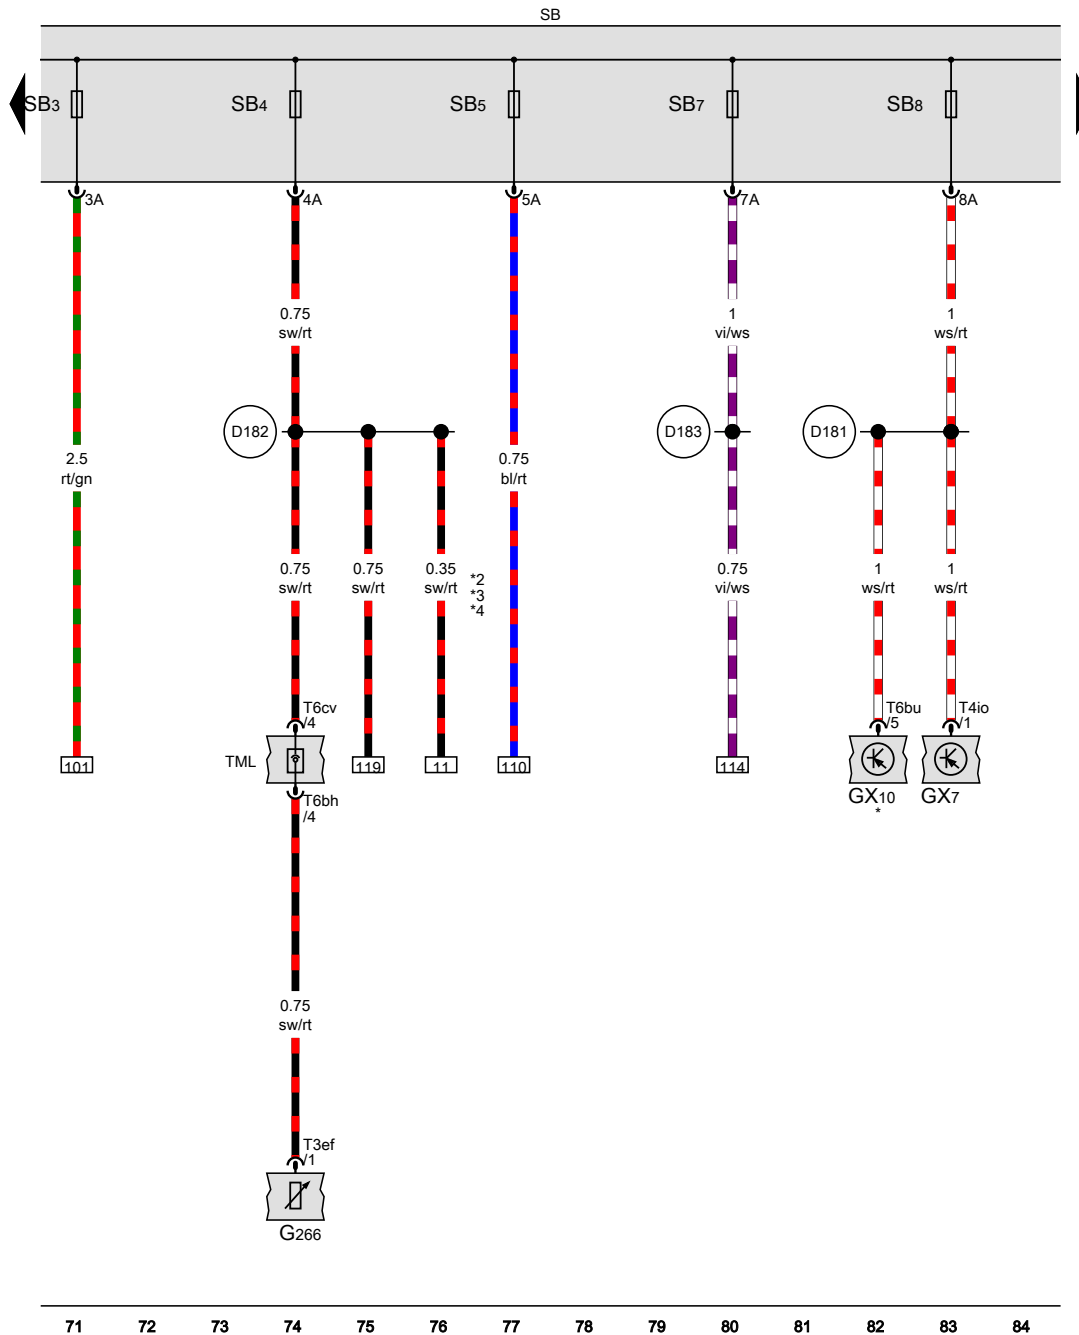 SB
SB3 SB4 SB5 SB7 SB8
3A 4A 5A 7A 8A
0.75 1 1
sw/rt vi/ws ws/rt
D182 D183 D181
2.5 0.75
rt/gn bl/rt
0.75 0.75 0.35 0.75 1 1
sw/rt sw/rt sw/rt vi/ws ws/rt ws/rt
*2
*3
*4
T6cv T6bu T4io
/4 /5 /1
TML
101 119 11 110 114
T6bh
/4
GX10 GX7
*
0.75
sw/rt
T3ef
/1
G266
71 72 73 74 75 76 77 78 79 80 81 82 83 84